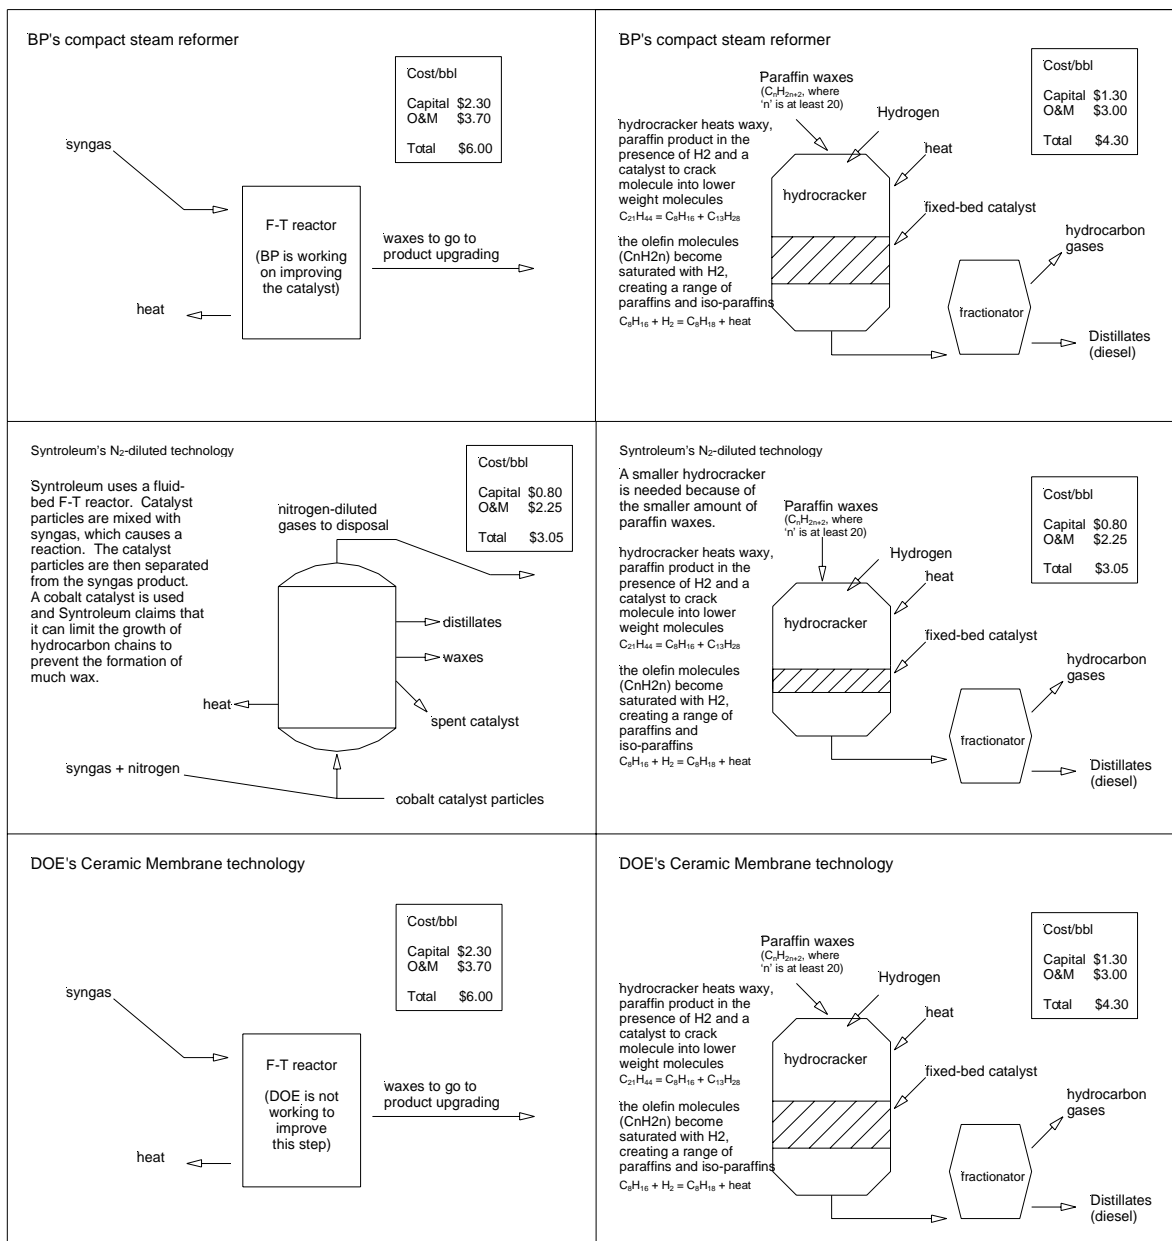 BP's compact steam reformer
Cost/bbl
Capital $2.30
O&M $3.70
Total $6.00
syngas
F-T reactor
(BP is working
on improving
the catalyst)
waxes to go to
product upgrading
heat
BP's compact steam reformer
Cost/bbl
Capital $1.30
O&M $3.00
Total $4.30
Paraffin waxes
(CnH2n+2, where
'n' is at least 20)
Hydrogen
heat
hydrocracker heats waxy,
paraffin product in the
presence of H2 and a
catalyst to crack
molecule into lower
weight molecules
C21H44 = C8H16 + C13H28
hydrocracker
fixed-bed catalyst
the olefin molecules
(CnH2n) become
saturated with H2,
creating a range of
paraffins and iso-paraffins
C8H16 + H2 = C8H18 + heat
hydrocarbon
gases
fractionator
Distillates
(diesel)
Syntroleum's N2-diluted technology
Cost/bbl
Capital $0.80
O&M $2.25
Total $3.05
Syntroleum uses a fluid-
bed F-T reactor. Catalyst
particles are mixed with
syngas, which causes a
reaction. The catalyst
particles are then separated
from the syngas product.
A cobalt catalyst is used
and Syntroleum claims that
it can limit the growth of
hydrocarbon chains to
prevent the formation of
much wax.
nitrogen-diluted
gases to disposal
distillates
waxes
spent catalyst
heat
syngas + nitrogen
cobalt catalyst particles
Syntroleum's N2-diluted technology
A smaller hydrocracker
is needed because of
the smaller amount of
paraffin waxes.
Cost/bbl
Capital $0.80
O&M $2.25
Total $3.05
Paraffin waxes
(CnH2n+2, where
'n' is at least 20)
Hydrogen
heat
hydrocracker heats waxy,
paraffin product in the
presence of H2 and a
catalyst to crack
molecule into lower
weight molecules
C21H44 = C8H16 + C13H28
hydrocracker
fixed-bed catalyst
the olefin molecules
(CnH2n) become
saturated with H2,
creating a range of
paraffins and
iso-paraffins
C8H16 + H2 = C8H18 + heat
hydrocarbon
gases
fractionator
Distillates
(diesel)
DOE's Ceramic Membrane technology
Cost/bbl
Capital $2.30
O&M $3.70
Total $6.00
syngas
F-T reactor
(DOE is not
working to
improve
this step)
waxes to go to
product upgrading
heat
DOE's Ceramic Membrane technology
Cost/bbl
Capital $1.30
O&M $3.00
Total $4.30
Paraffin waxes
(CnH2n+2, where
'n' is at least 20)
Hydrogen
heat
hydrocracker heats waxy,
paraffin product in the
presence of H2 and a
catalyst to crack
molecule into lower
weight molecules
C21H44 = C8H16 + C13H28
hydrocracker
fixed-bed catalyst
the olefin molecules
(CnH2n) become
saturated with H2,
creating a range of
paraffins and iso-paraffins
C8H16 + H2 = C8H18 + heat
hydrocarbon
gases
fractionator
Distillates
(diesel)